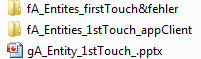 fA_Entites_firstTouch&fehler
fA_Entities_1stTouch_appClient
gA_Entity_1stTouch_.pptx